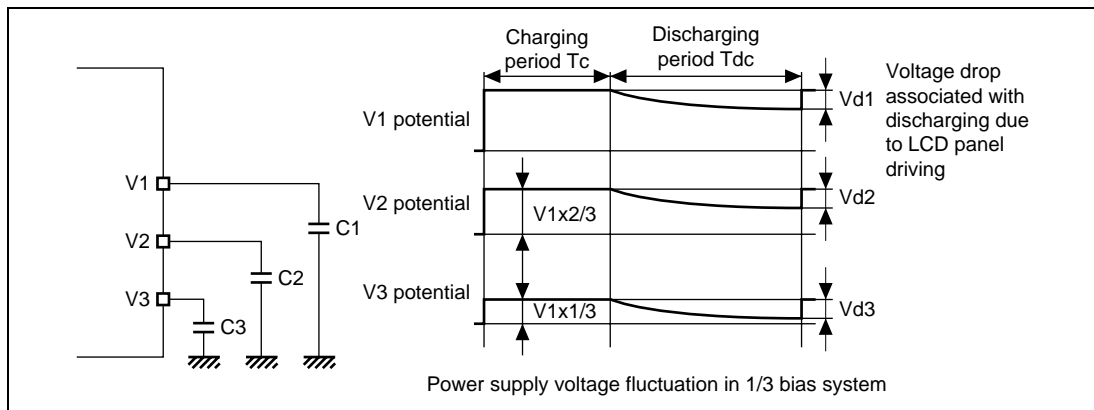 V1
V2
V3
C1
C2
C3
Charging
period Tc
Discharging
period Tdc
V1 potential
V2 potential
V3 potential
V1x2/3
V1x1/3
Vd1
Vd2
Vd3
Voltage drop
associated with
discharging due
to LCD panel
driving
Power supply voltage fluctuation in 1/3 bias system